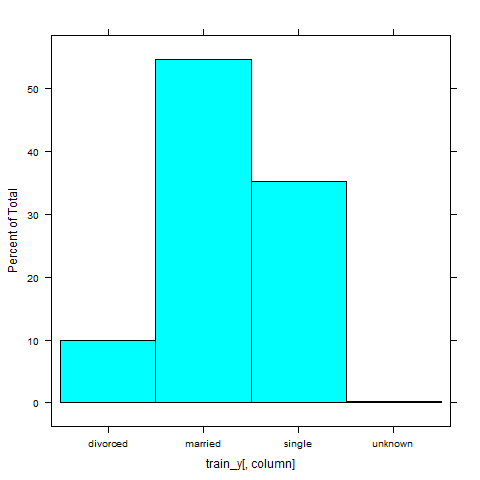 50
40
30
20
10
0
Percent of Total
divorced married single unknown
train_y[, column]